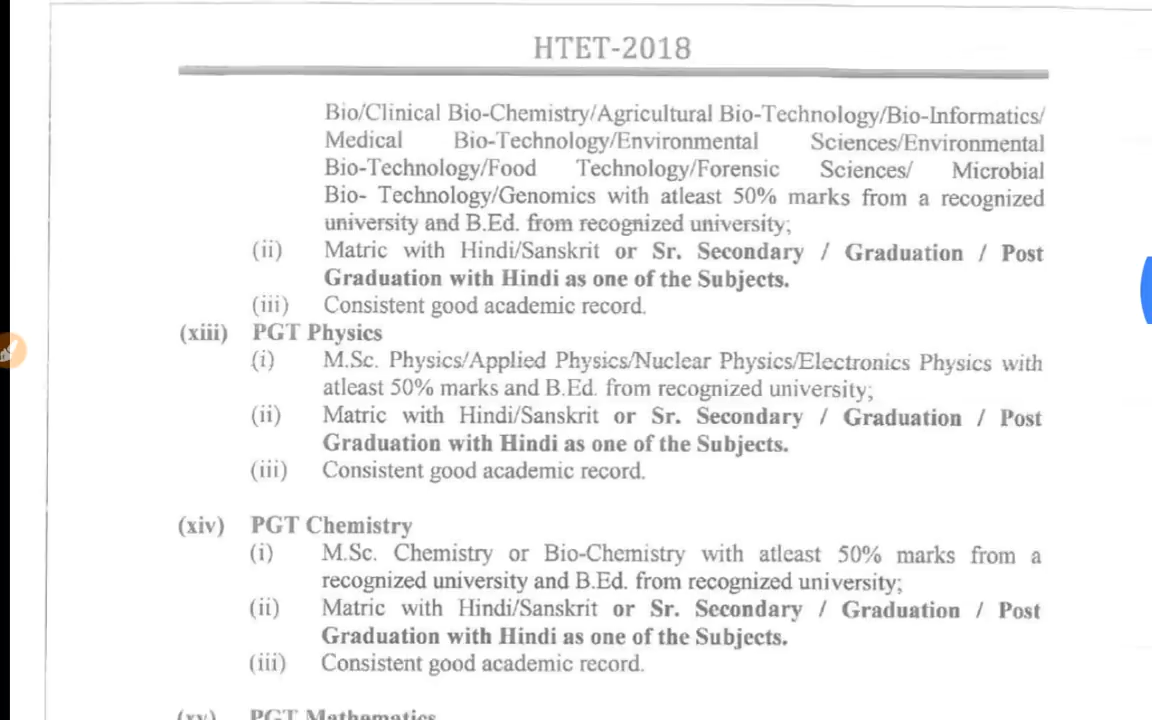 HTET-2018
Bio/Clinical Bio-Chemistry/Agricultural Bio-Technology/Bio-Informatics/
Medical Bio-Technology/Environmental Sciences/Environmental
Bio-Technology/Food Technology/Forensic Sciences/ Microbial
Bio- Technology/Genomics with atleast 50% marks from a recognized
university and B.Ed. from recognized university;
(ii) Matric with Hindi/Sanskrit or Sr. Secondary / Graduation / Post
Graduation with Hindi as one of the Subjects.
(iii) Consistent good academic record.
(xiii) PGT Physics
(i) M.Sc. Physics/Applied Physics/Nuclear Physics/Electronics Physics with
atleast 50% marks and B.Ed. from recognized university;
(ii) Matric with Hindi/Sanskrit or Sr. Secondary / Graduation / Post
Graduation with Hindi as one of the Subjects.
(iii) Consistent good academic record.
(xiv) PGT Chemistry
(i) M.Sc. Chemistry or Bio-Chemistry with atleast 50% marks from a
recognized university and B.Ed. from recognized university;
(ii) Matric with Hindi/Sanskrit or Sr. Secondary / Graduation / Post
Graduation with Hindi as one of the Subjects.
(iii) Consistent good academic record.
(xv) PGT Mathematics